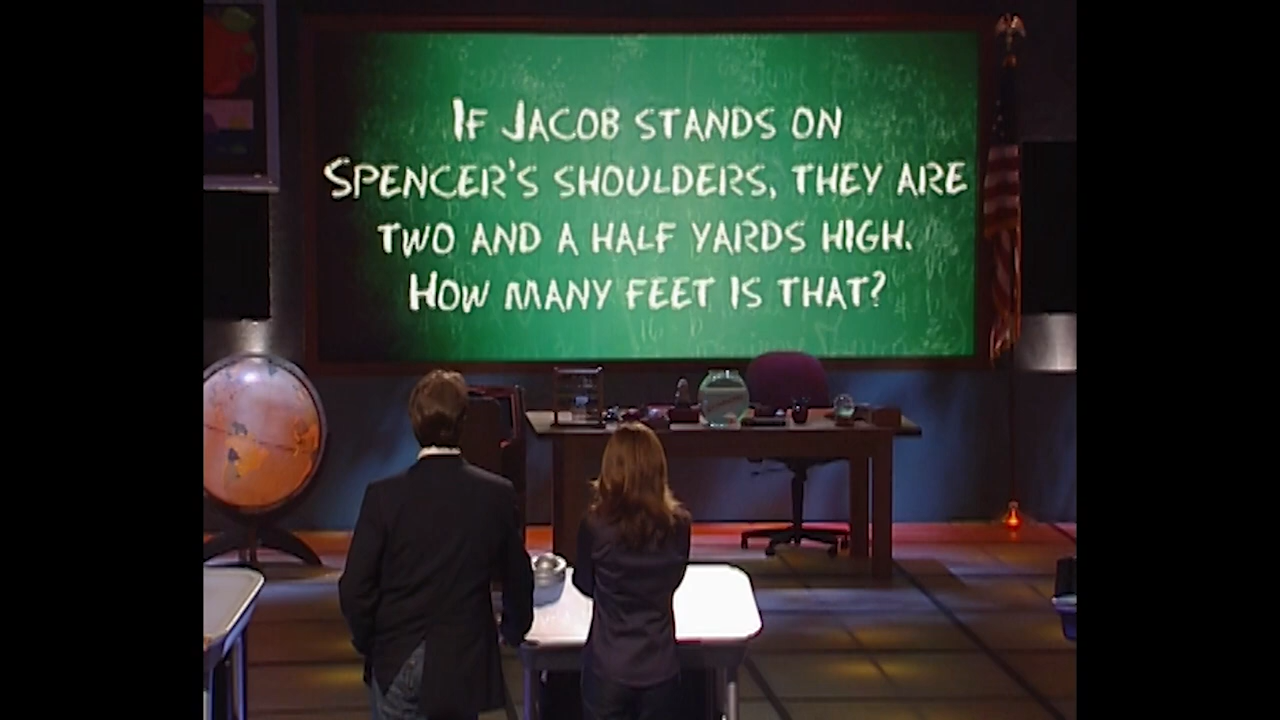 If Jacob stands on
Spencer's shoulders, they are
two and a half yards high.
How many feet is that?